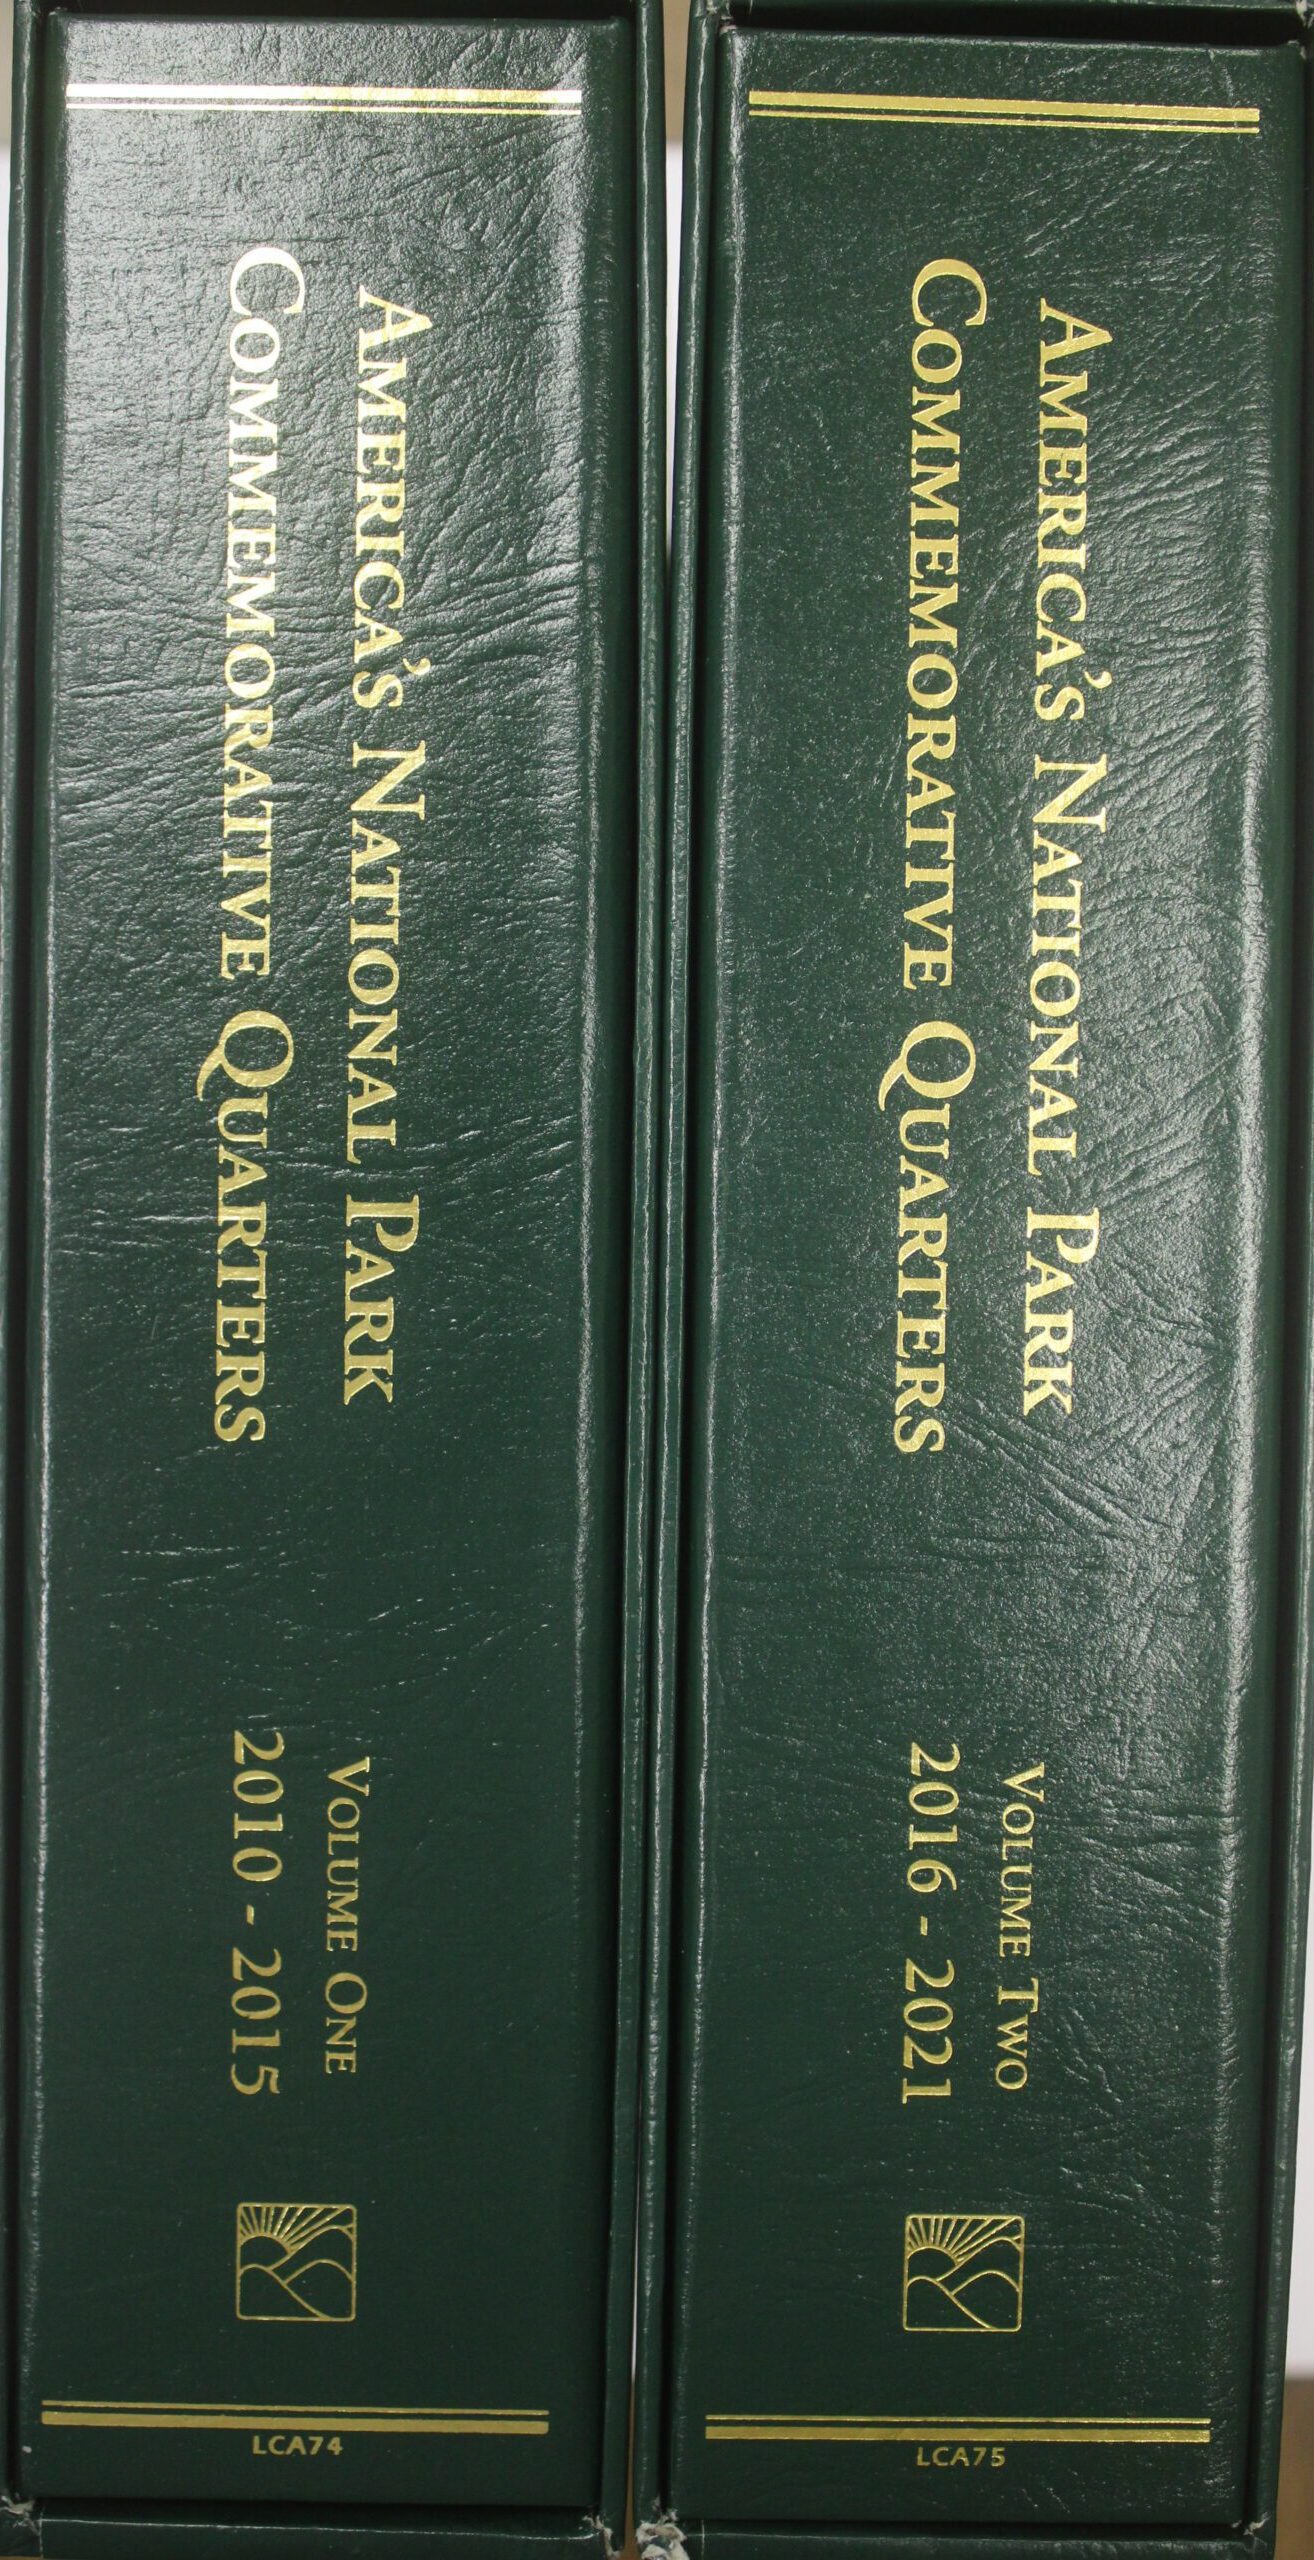 America's National Park
Commemorative Quarters
Volume One
2010 - 2015
LCA74
America's National Park
Commemorative Quarters
Volume Two
2016 - 2021
LCA75